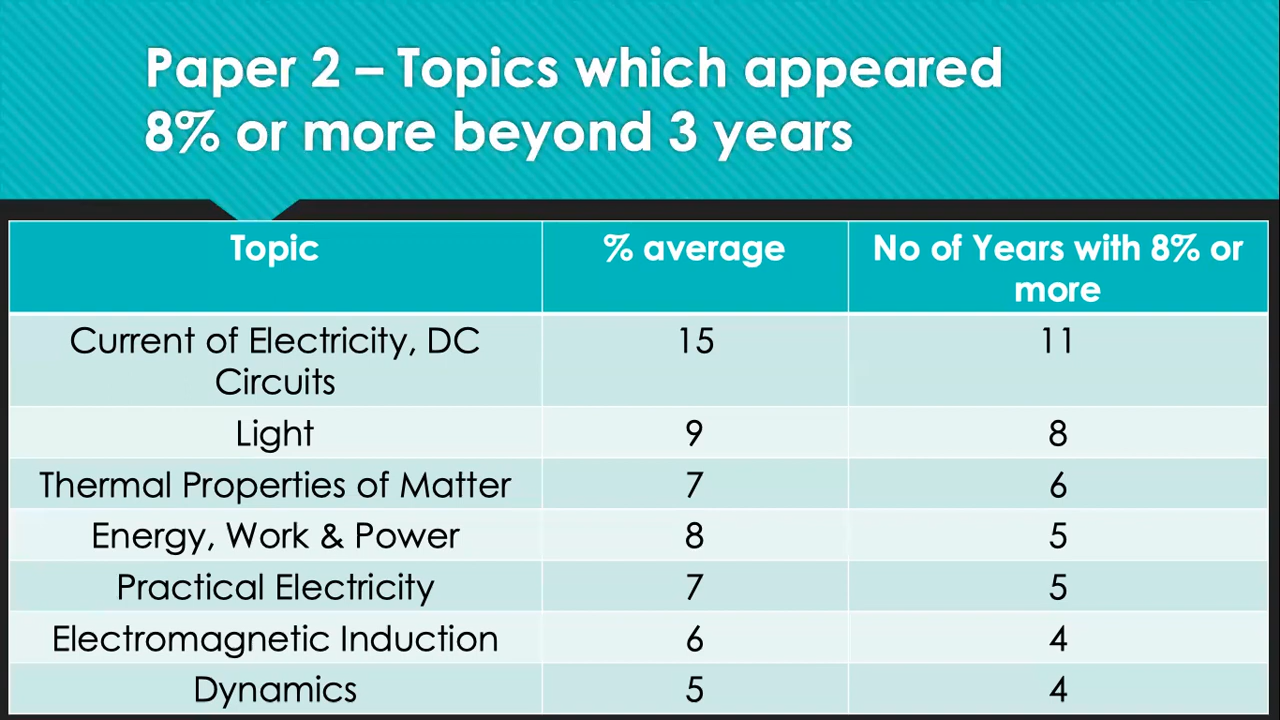 Paper 2 – Topics which appeared
8% or more beyond 3 years
Topic % average No of Years with 8% or
more
Current of Electricity, DC 15 11
Circuits
Light 9 8
Thermal Properties of Matter 7 6
Energy, Work & Power 8 5
Practical Electricity 7 5
Electromagnetic Induction 6 4
Dynamics 5 4